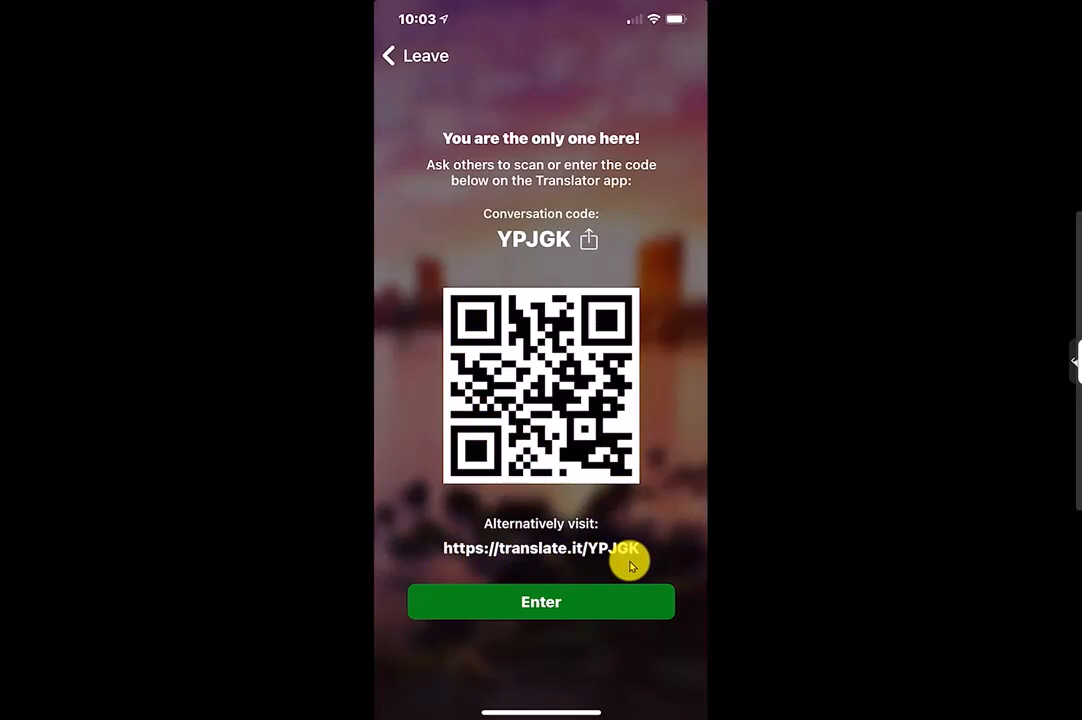 10:03
Leave
You are the only one here!
Ask others to scan or enter the code
below on the Translator app:
Conversation code:
YPJGK
Alternatively visit:
https://translate.it/YPJGK
Enter